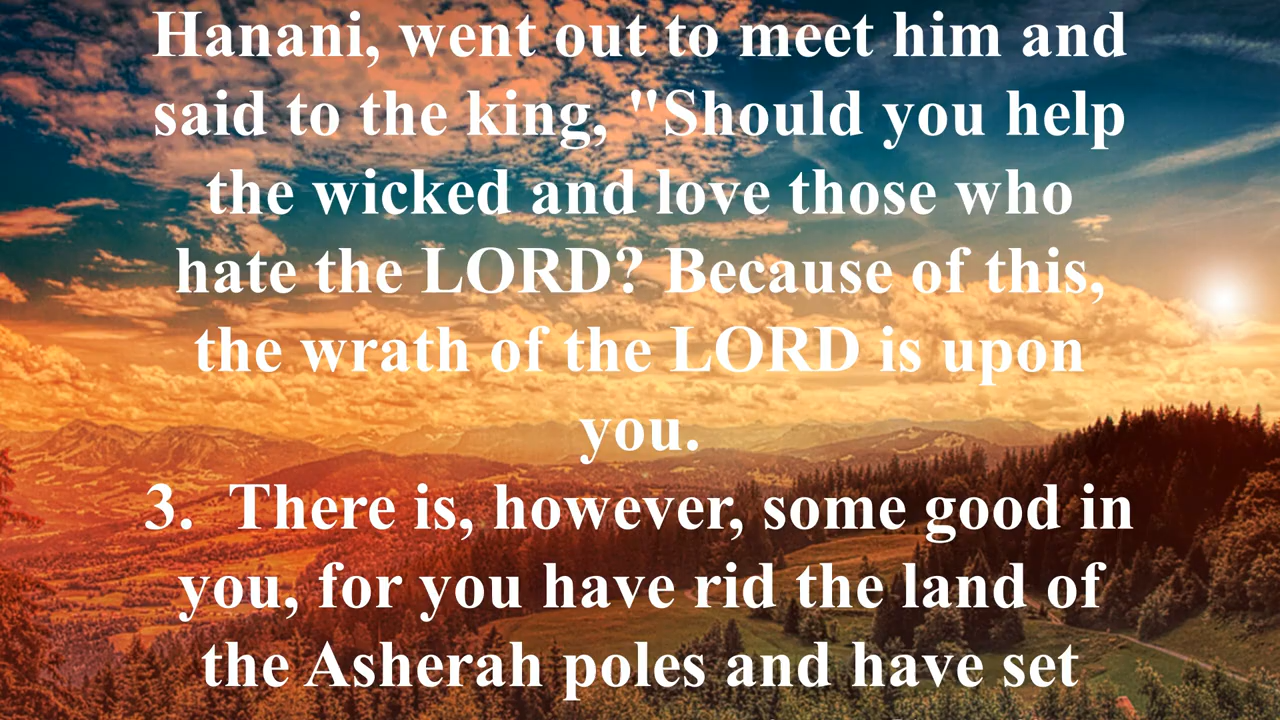 Hanani, went out to meet him and
said to the king, "Should you help
the wicked and love those who
hate the LORD? Because of this,
the wrath of the LORD is upon
you.
3. There is, however, some good in
you, for you have rid the land of
the Asherah poles and have set